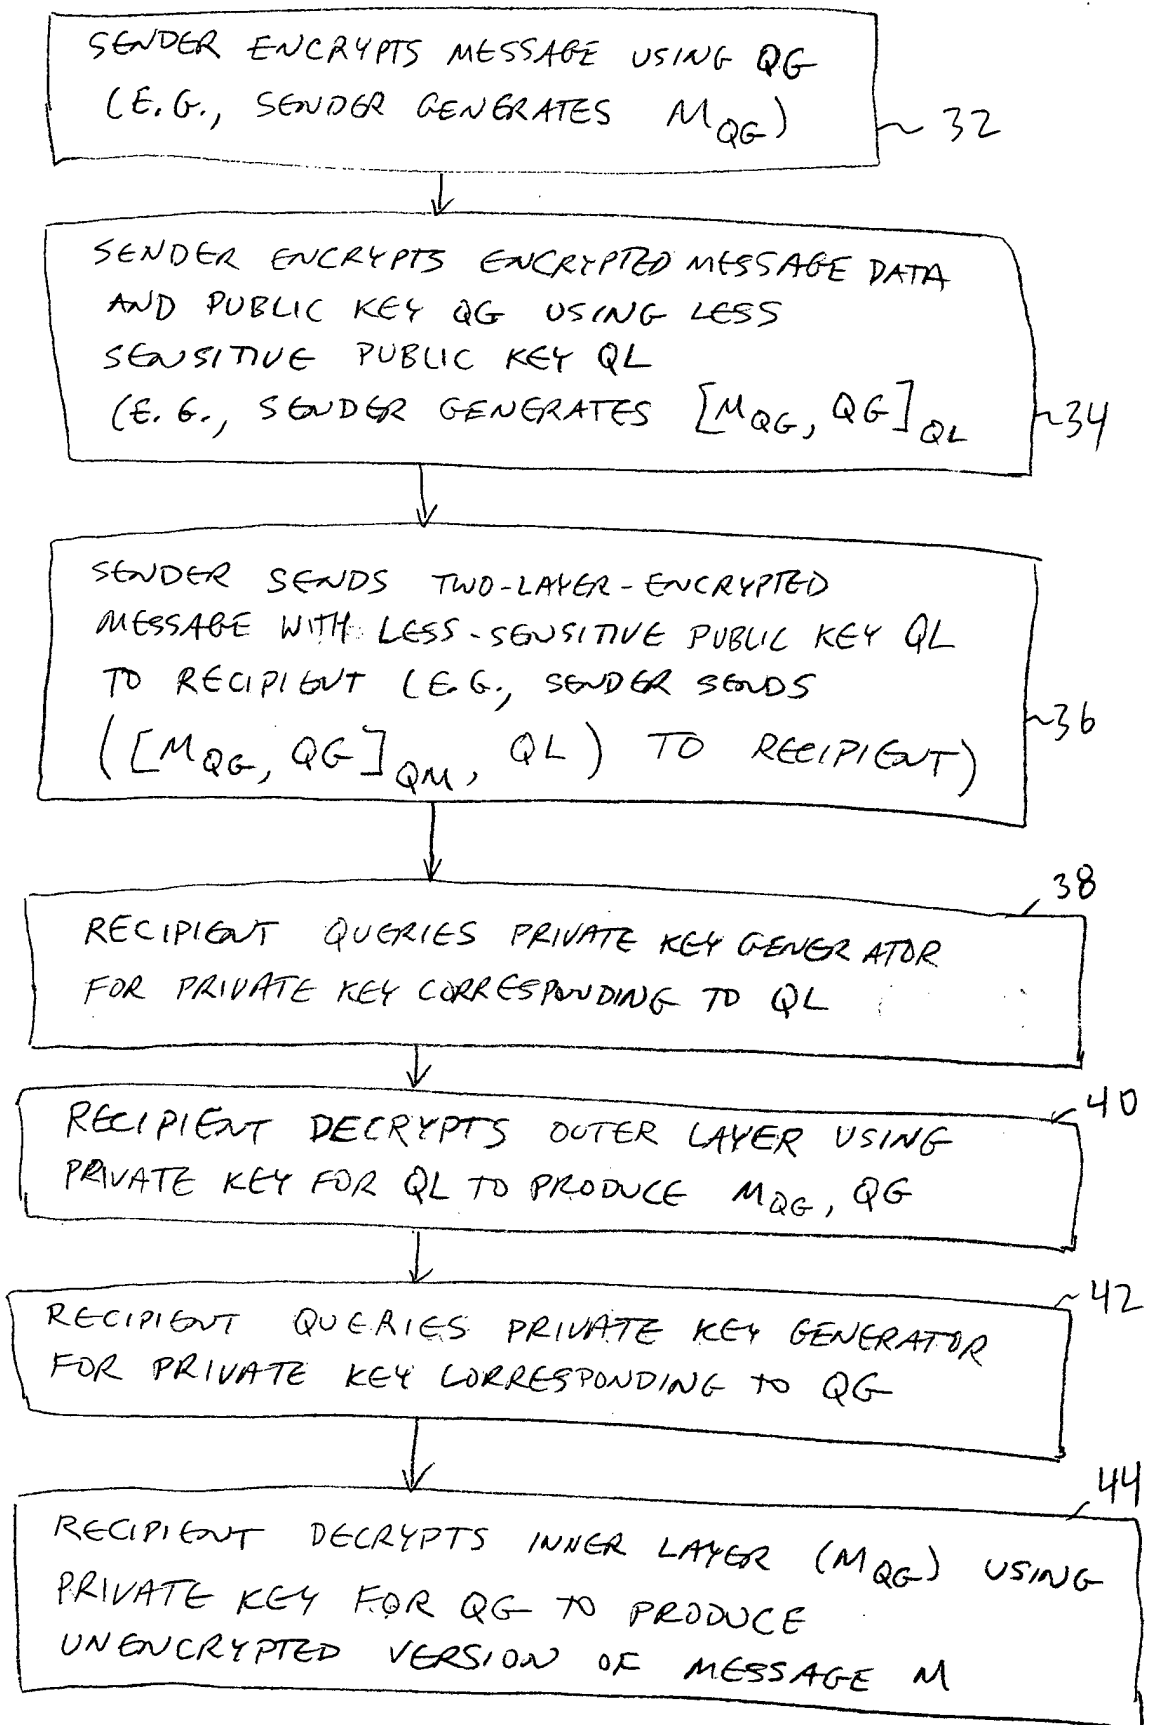 SENDER ENCRYPTS MESSAGE USING QG
(E.G., SENDER GENERATES M_QG)
32
SENDER ENCRYPTS ENCRYPTED MESSAGE DATA
AND PUBLIC KEY QG USING LESS
SENSITIVE PUBLIC KEY QL
(E.G., SENDER GENERATES [M_QG, QG]_QL
34
SENDER SENDS TWO-LAYER-ENCRYPTED
MESSAGE WITH LESS-SENSITIVE PUBLIC KEY QL
TO RECIPIENT (E.G., SENDER SENDS
([M_QG, QG]_QM, QL) TO RECIPIENT)
36
38
RECIPIENT QUERIES PRIVATE KEY GENERATOR
FOR PRIVATE KEY CORRESPONDING TO QL
40
RECIPIENT DECRYPTS OUTER LAYER USING
PRIVATE KEY FOR QL TO PRODUCE M_QG, QG
42
RECIPIENT QUERIES PRIVATE KEY GENERATOR
FOR PRIVATE KEY CORRESPONDING TO QG
44
RECIPIENT DECRYPTS INNER LAYER (M_QG) USING
PRIVATE KEY FOR QG TO PRODUCE
UNENCRYPTED VERSION OF MESSAGE M